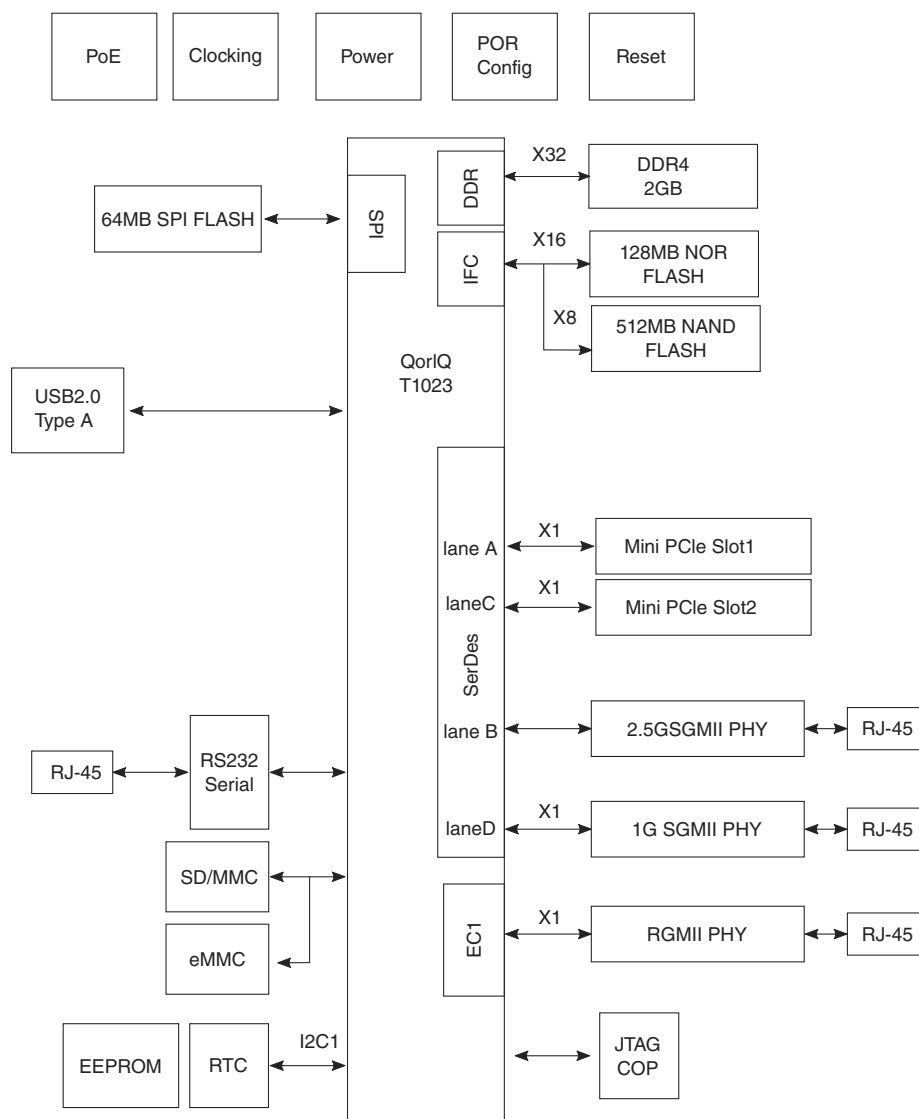 PoE
Clocking
Power
POR
Config
Reset
X32
DDR
DDR4
2GB
64MB SPI FLASH
SPI
X16
IFC
128MB NOR
FLASH
X8
512MB NAND
FLASH
QorIQ
T1023
USB2.0
Type A
lane A
X1
Mini PCIe Slot1
laneC
X1
Mini PCIe Slot2
SerDes
lane B
2.5GSGMII PHY
RJ-45
RJ-45
RS232
Serial
laneD
X1
1G SGMII PHY
RJ-45
SD/MMC
eMMC
EC1
X1
RGMII PHY
RJ-45
EEPROM
RTC
I2C1
JTAG
COP